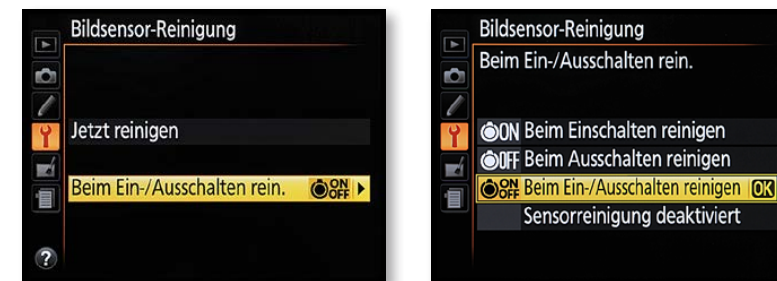 Bildsensor-Reinigung
Jetzt reinigen
Beim Ein-/Ausschalten rein. ON OFF
?
Bildsensor-Reinigung
Beim Ein-/Ausschalten rein.
ON Beim Einschalten reinigen
OFF Beim Ausschalten reinigen
ON OFF Beim Ein-/Ausschalten reinigen OK
Sensorreinigung deaktiviert